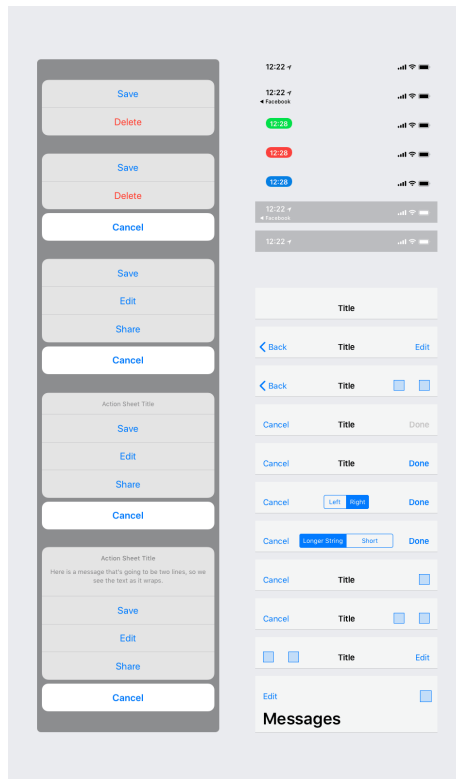 Save
Delete
Save
Delete
Cancel
Save
Edit
Share
Cancel
Action Sheet Title
Save
Edit
Share
Cancel
Action Sheet Title
Here is a message that's going to be two lines, so we
see the text as it wraps.
Save
Edit
Share
Cancel
12:22
12:22
Facebook
12:28
12:28
12:28
12:22
Facebook
12:22
Title
Back Title Edit
Back Title
Cancel Title Done
Cancel Title Done
Cancel Left Right Done
Cancel Longer String Short Done
Cancel Title
Cancel Title
Title Edit
Edit
Messages